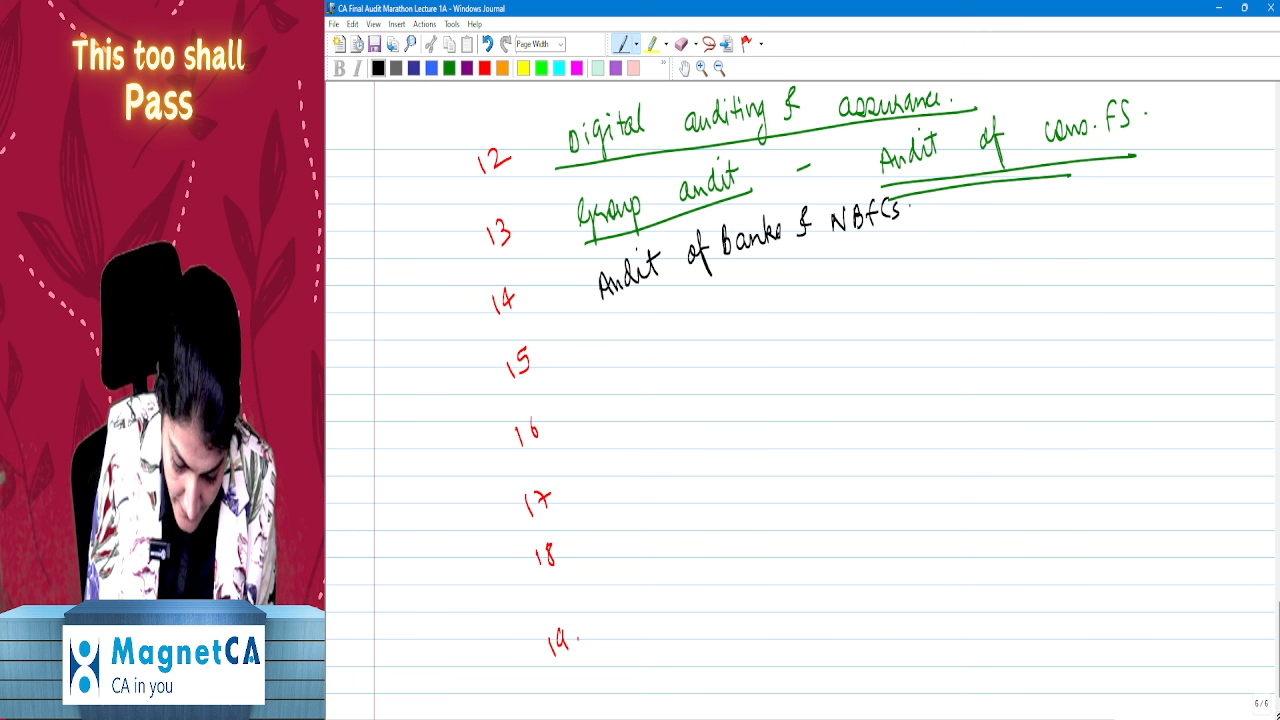 This too shall
Pass
CA Final Audit Marathon Lecture 1A - Windows Journal
File Edit View Insert Actions Tools Help
Page Width
B I
12 Digital auditing & assurance.
13 Group audit - Audit of cons. FS.
14 Audit of Banks & NBFCs.
15
16
17
18
19.
MagnetCA
CA in you
6 / 6